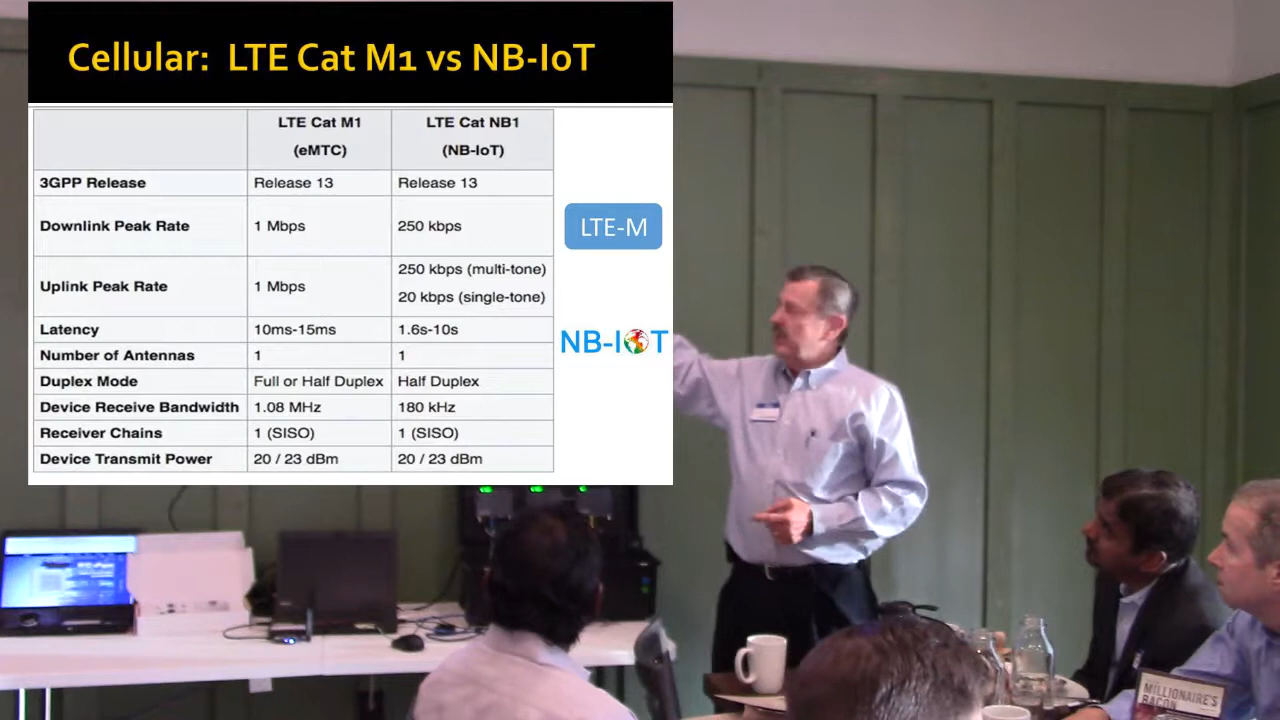 Cellular: LTE Cat M1 vs NB-IoT
LTE Cat M1
(eMTC)
LTE Cat NB1
(NB-IoT)
3GPP Release
Release 13
Release 13
Downlink Peak Rate
1 Mbps
250 kbps
Uplink Peak Rate
1 Mbps
250 kbps (multi-tone)
20 kbps (single-tone)
Latency
10ms-15ms
1.6s-10s
Number of Antennas
1
1
Duplex Mode
Full or Half Duplex
Half Duplex
Device Receive Bandwidth
1.08 MHz
180 kHz
Receiver Chains
1 (SISO)
1 (SISO)
Device Transmit Power
20 / 23 dBm
20 / 23 dBm
LTE-M
NB-IOT
MILLIONAIRE'S
BACON